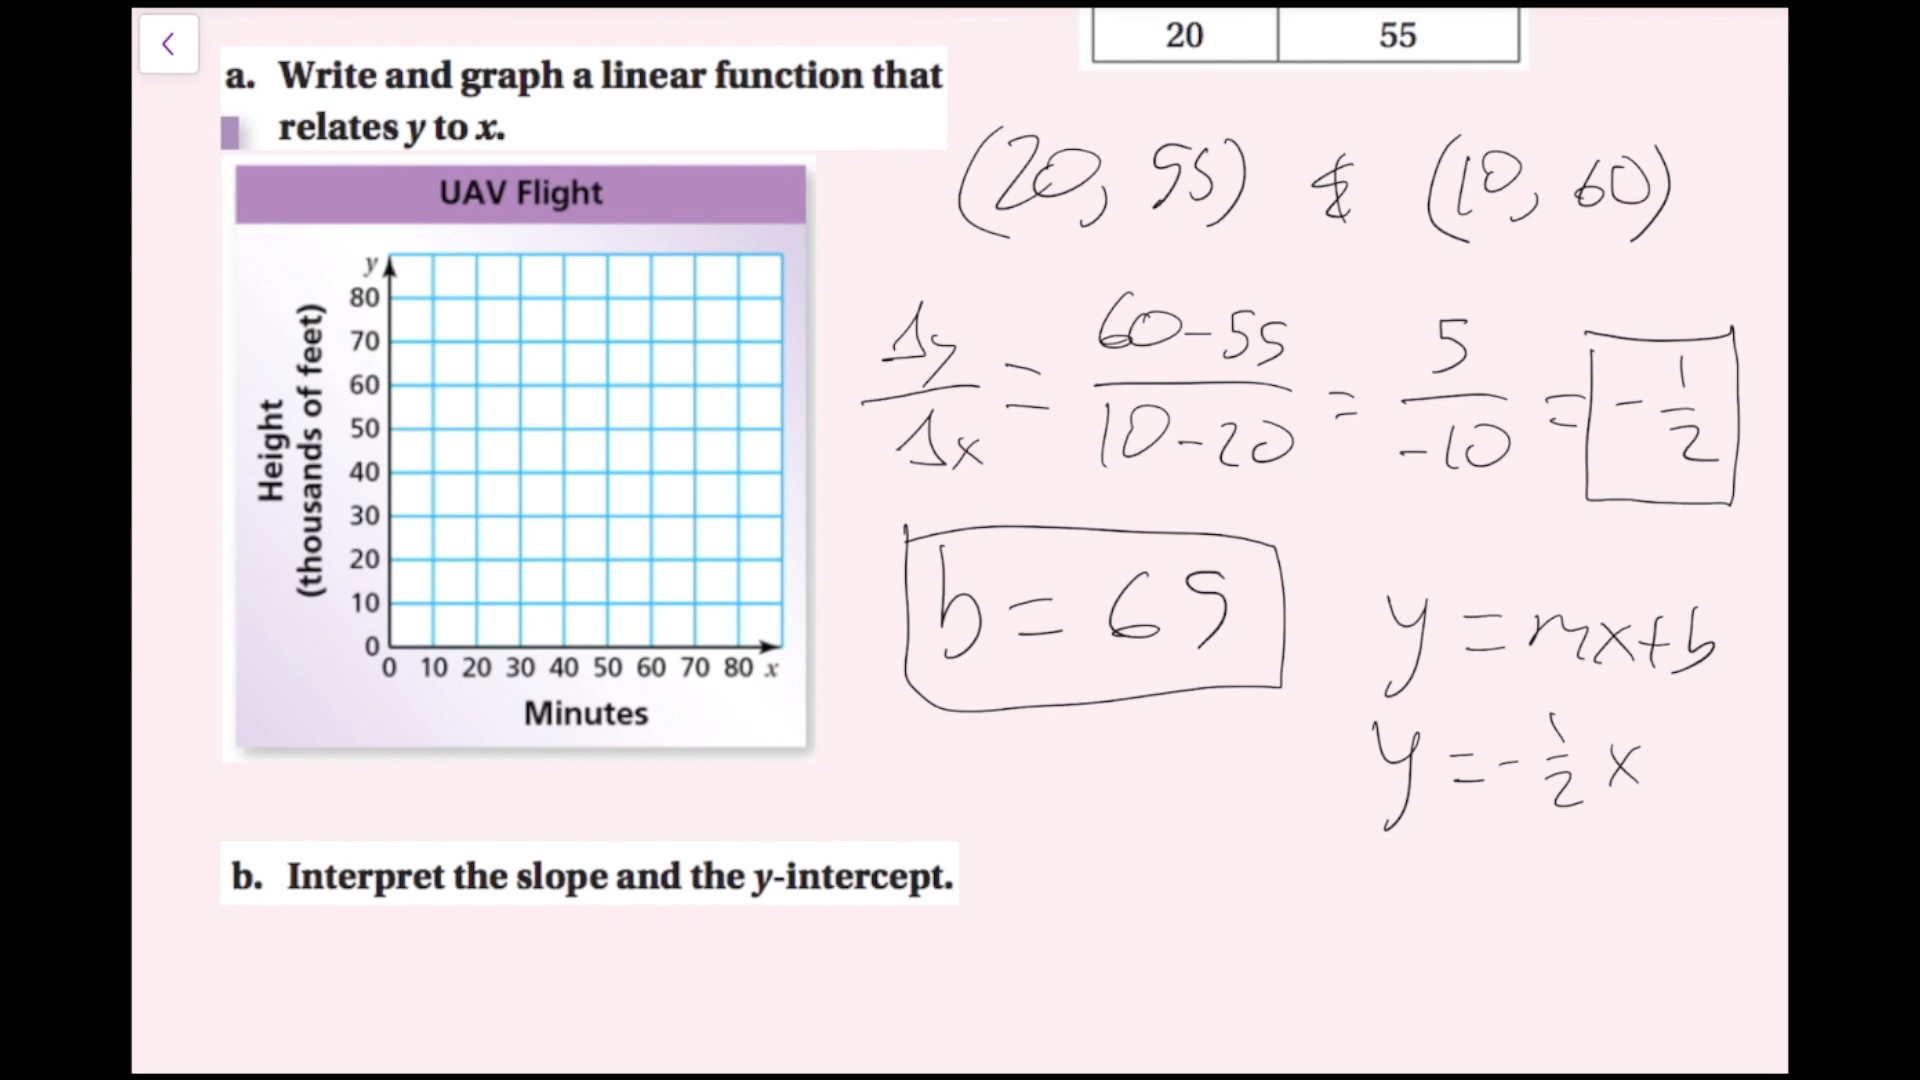 20 55
a. Write and graph a linear function that
relates y to x.
(20, 55) & (10, 60)
UAV Flight
y
80
70
60
50
40
30
20
10
0
Height
(thousands of feet)
0 10 20 30 40 50 60 70 80 x
Minutes
Δy/Δx = 60-55/10-20 = 5/-10 = -1/2
b = 65
y = mx+b
y = -1/2 x
b. Interpret the slope and the y-intercept.